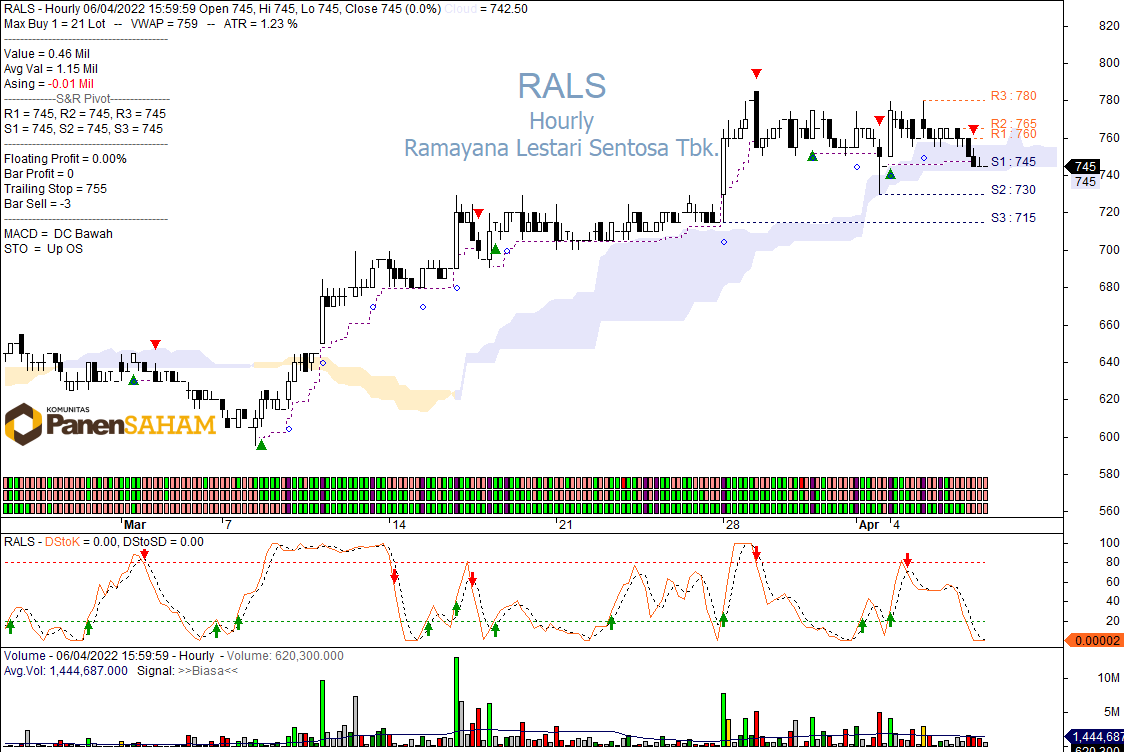 RALS - Hourly 06/04/2022 15:59:59 Open 745, Hi 745, Lo 745, Close 745 (0.0%) Cloud = 742.50
Max Buy 1 = 21 Lot -- VWAP = 759 -- ATR = 1.23 %
Value = 0.46 Mil
Avg Val = 1.15 Mil
Asing = -0.01 Mil
S&R Pivot
R1 = 745, R2 = 745, R3 = 745
S1 = 745, S2 = 745, S3 = 745
Floating Profit = 0.00%
Bar Profit = 0
Trailing Stop = 755
Bar Sell = -3
MACD = DC Bawah
STO = Up OS
RALS
Hourly
Ramayana Lestari Sentosa Tbk.
R3 : 780
R2 : 765
R1 : 760
S1 : 745
S2 : 730
S3 : 715
820
800
780
760
745
740
745
720
700
680
660
640
620
600
580
560
KOMUNITAS
PanenSAHAM
Mar 7 14 21 28 Apr 4
RALS - DStoK = 0.00, DStoSD = 0.00
100
80
60
40
20
0.00002
Volume - 06/04/2022 15:59:59 - Hourly - Volume: 620,300.000
Avg.Vol: 1,444,687.000 Signal: >>Biasa<<
10M
5M
1,444,687
620,300